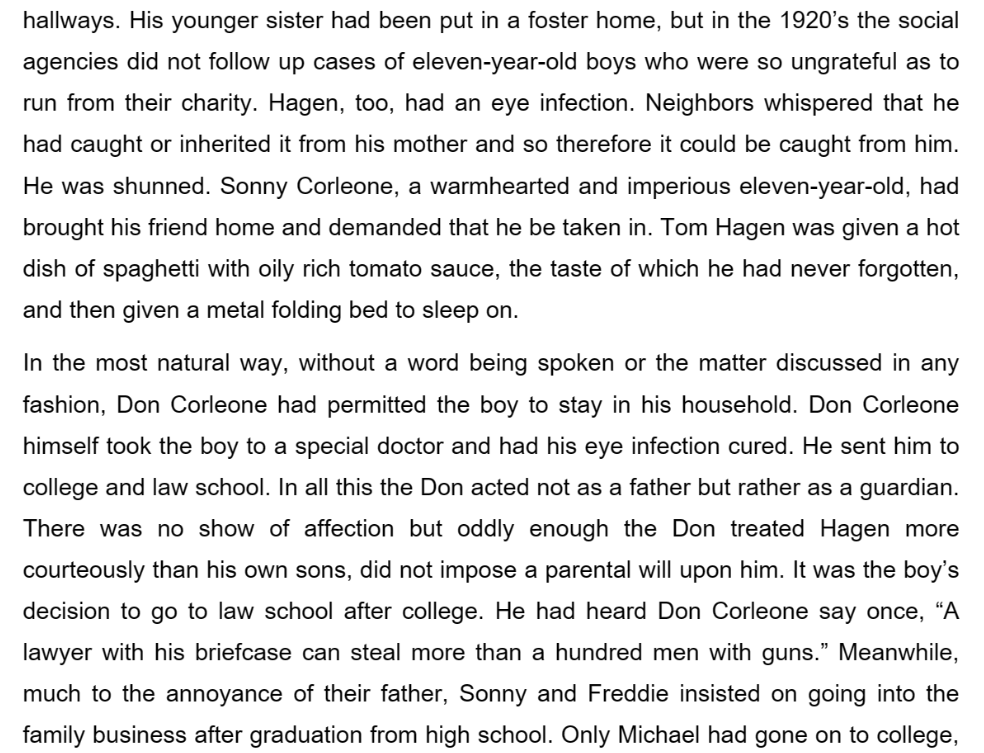 hallways. His younger sister had been put in a foster home, but in the 1920’s the social
agencies did not follow up cases of eleven-year-old boys who were so ungrateful as to
run from their charity. Hagen, too, had an eye infection. Neighbors whispered that he
had caught or inherited it from his mother and so therefore it could be caught from him.
He was shunned. Sonny Corleone, a warmhearted and imperious eleven-year-old, had
brought his friend home and demanded that he be taken in. Tom Hagen was given a hot
dish of spaghetti with oily rich tomato sauce, the taste of which he had never forgotten,
and then given a metal folding bed to sleep on.
In the most natural way, without a word being spoken or the matter discussed in any
fashion, Don Corleone had permitted the boy to stay in his household. Don Corleone
himself took the boy to a special doctor and had his eye infection cured. He sent him to
college and law school. In all this the Don acted not as a father but rather as a guardian.
There was no show of affection but oddly enough the Don treated Hagen more
courteously than his own sons, did not impose a parental will upon him. It was the boy’s
decision to go to law school after college. He had heard Don Corleone say once, “A
lawyer with his briefcase can steal more than a hundred men with guns.” Meanwhile,
much to the annoyance of their father, Sonny and Freddie insisted on going into the
family business after graduation from high school. Only Michael had gone on to college,